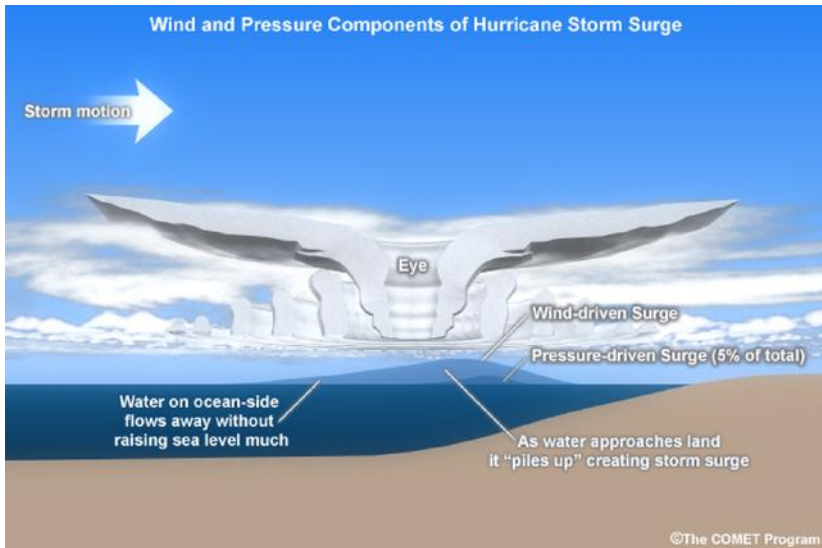 Wind and Pressure Components of Hurricane Storm Surge
Storm motion
Eye
Wind-driven Surge
Pressure-driven Surge (5% of total)
Water on ocean-side
flows away without
raising sea level much
As water approaches land
it “piles up” creating storm surge
©The COMET Program